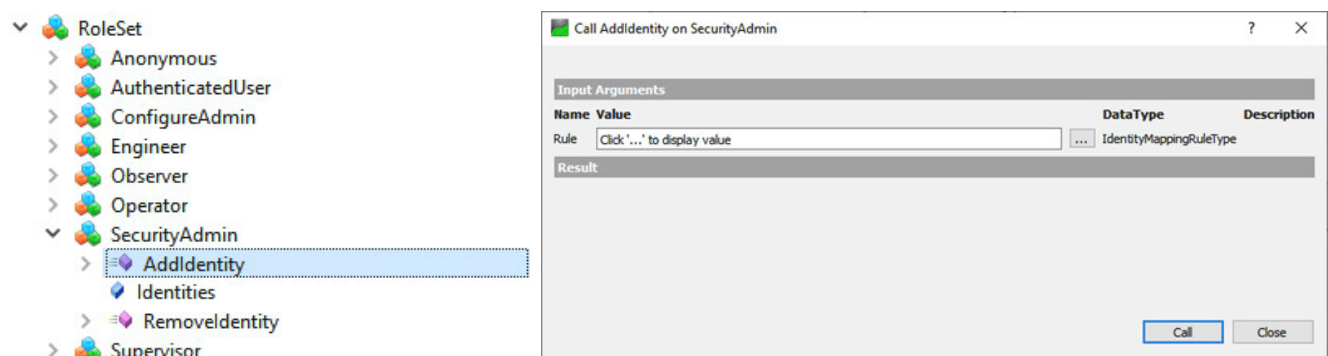 RoleSet
Anonymous
AuthenticatedUser
ConfigureAdmin
Engineer
Observer
Operator
SecurityAdmin
AddIdentity
Identities
RemoveIdentity
Supervisor
Call AddIdentity on SecurityAdmin
?
Input Arguments
Name Value DataType Description
Rule Click '...' to display value ... IdentityMappingRuleType
Result
Call Close